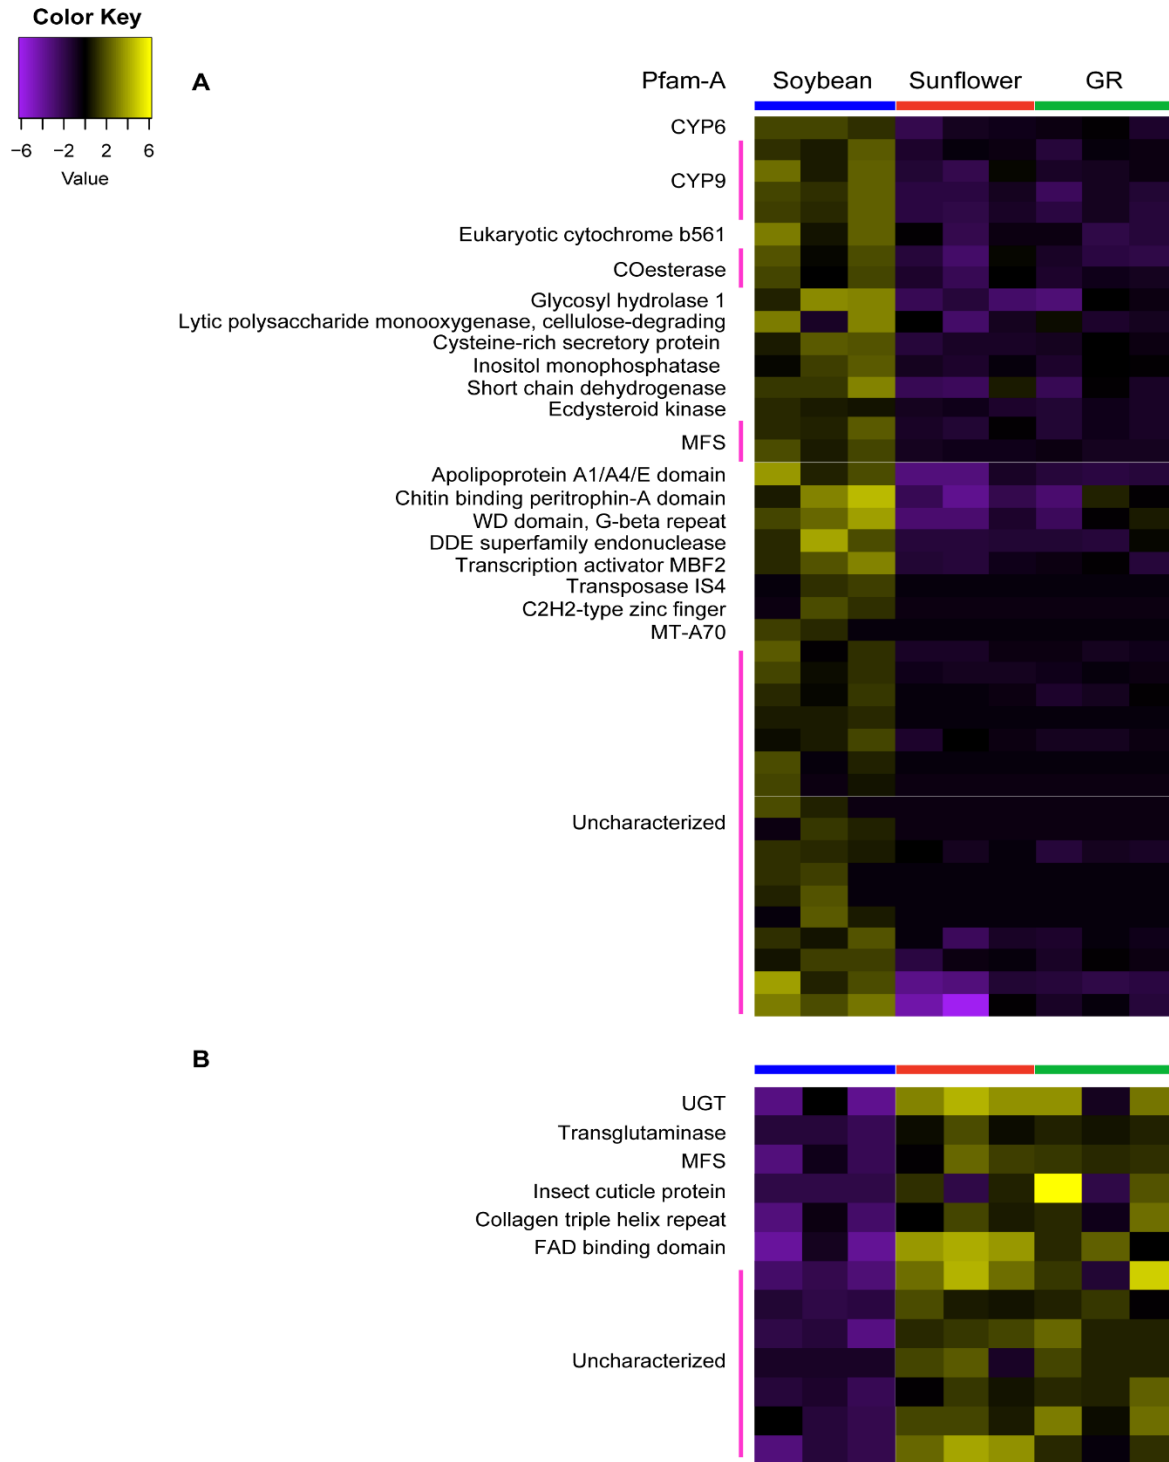 Color Key
−6 −2 2 6
Value
A
Pfam-A Soybean Sunflower GR
CYP6
CYP9
Eukaryotic cytochrome b561
COesterase
Glycosyl hydrolase 1
Lytic polysaccharide monooxygenase, cellulose-degrading
Cysteine-rich secretory protein
Inositol monophosphatase
Short chain dehydrogenase
Ecdysteroid kinase
MFS
Apolipoprotein A1/A4/E domain
Chitin binding peritrophin-A domain
WD domain, G-beta repeat
DDE superfamily endonuclease
Transcription activator MBF2
Transposase IS4
C2H2-type zinc finger
MT-A70
Uncharacterized
B
UGT
Transglutaminase
MFS
Insect cuticle protein
Collagen triple helix repeat
FAD binding domain
Uncharacterized